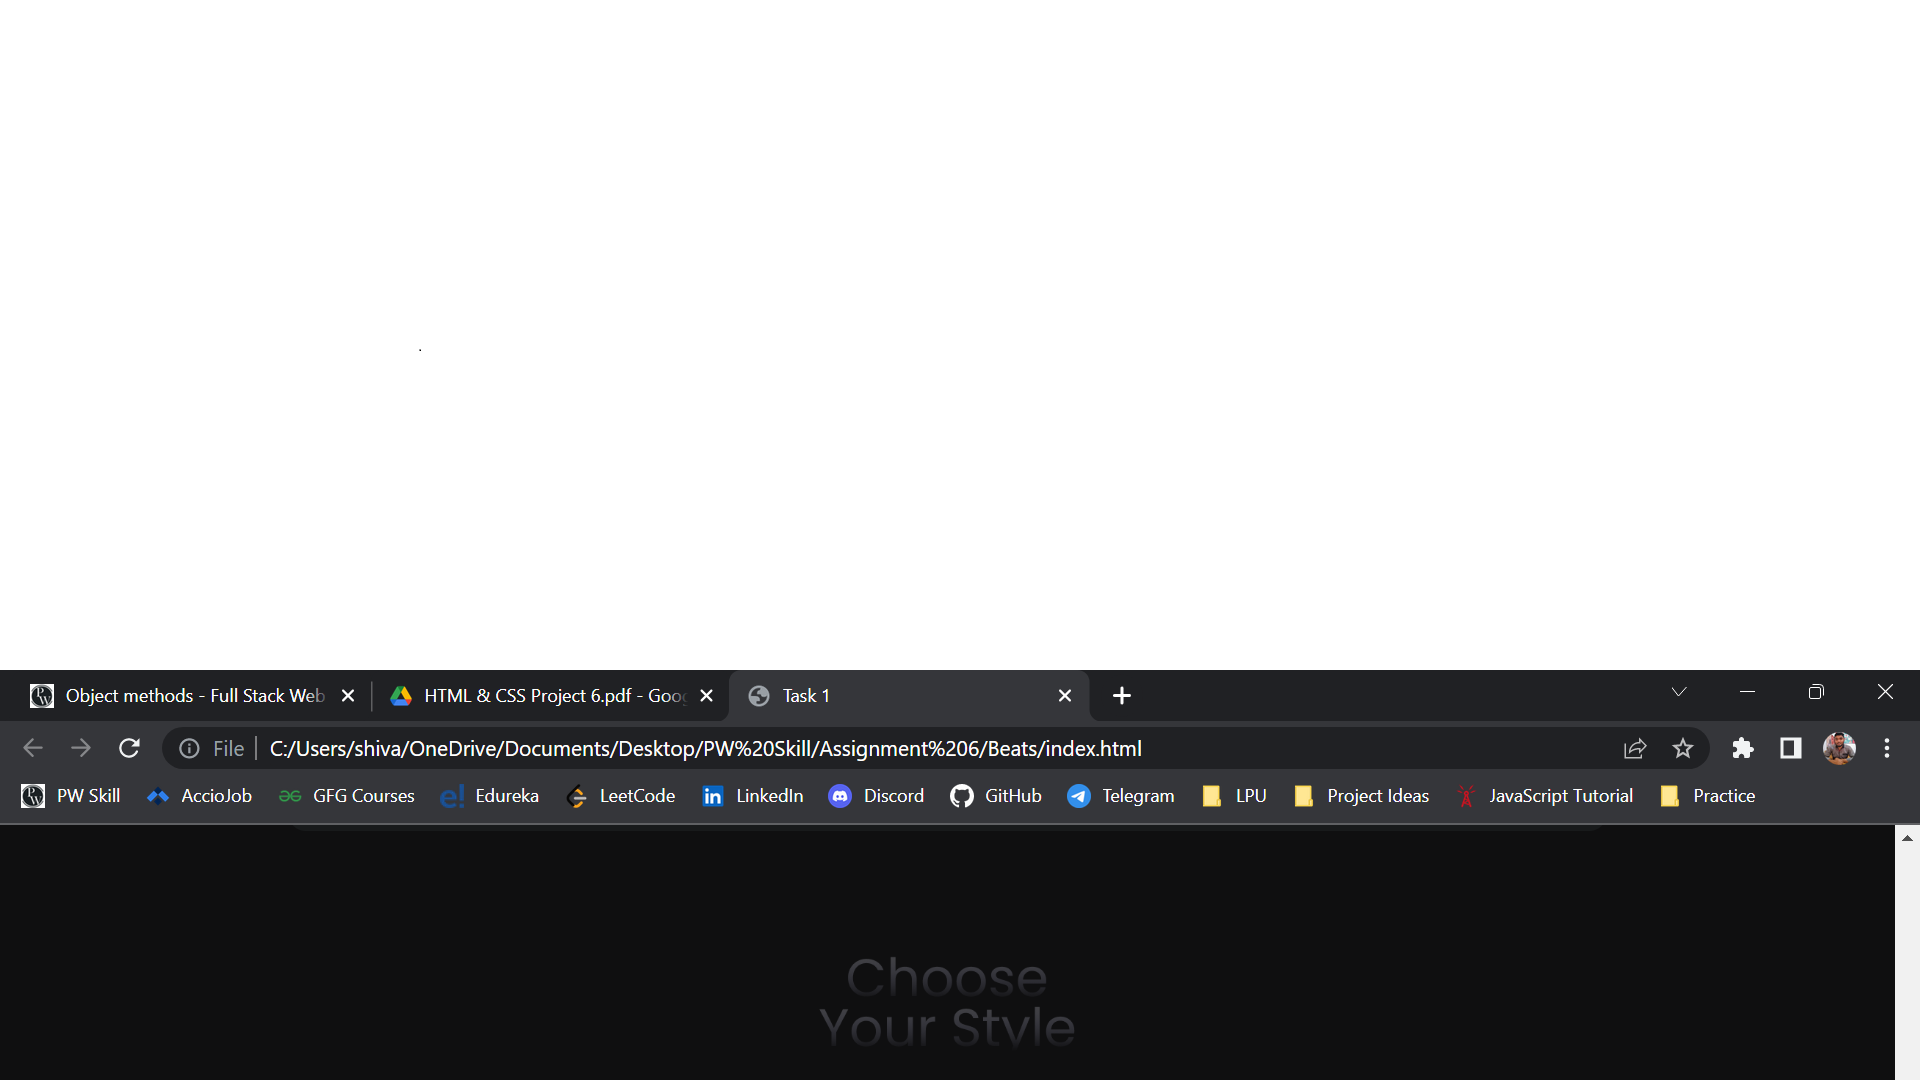 Object methods - Full Stack Web
HTML & CSS Project 6.pdf - Goog
Task 1
File
C:/Users/shiva/OneDrive/Documents/Desktop/PW%20Skill/Assignment%206/Beats/index.html
PW Skill
AccioJob
GFG Courses
Edureka
LeetCode
LinkedIn
Discord
GitHub
Telegram
LPU
Project Ideas
JavaScript Tutorial
Practice
Choose
Your Style